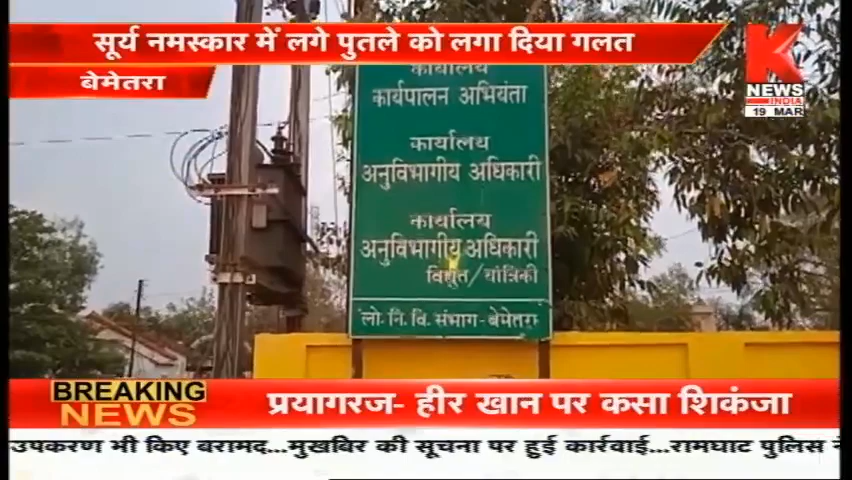 सूर्य नमस्कार में लगे पुतले को लगा दिया गलत
बेमेतरा
K
NEWS
INDIA
19 MAR
कार्यालय
कार्यपालन अभियंता
कार्यालय
अनुविभागीय अधिकारी
कार्यालय
अनुविभागीय अधिकारी
विद्युत/यांत्रिकी
लो. नि. वि. संभाग-बेमेतरा
BREAKING
NEWS
प्रयागरज- हीर खान पर कसा शिकंजा
उपकरण भी किए बरामद...मुखबिर की सूचना पर हुई कार्रवाई...रामघाट पुलिस